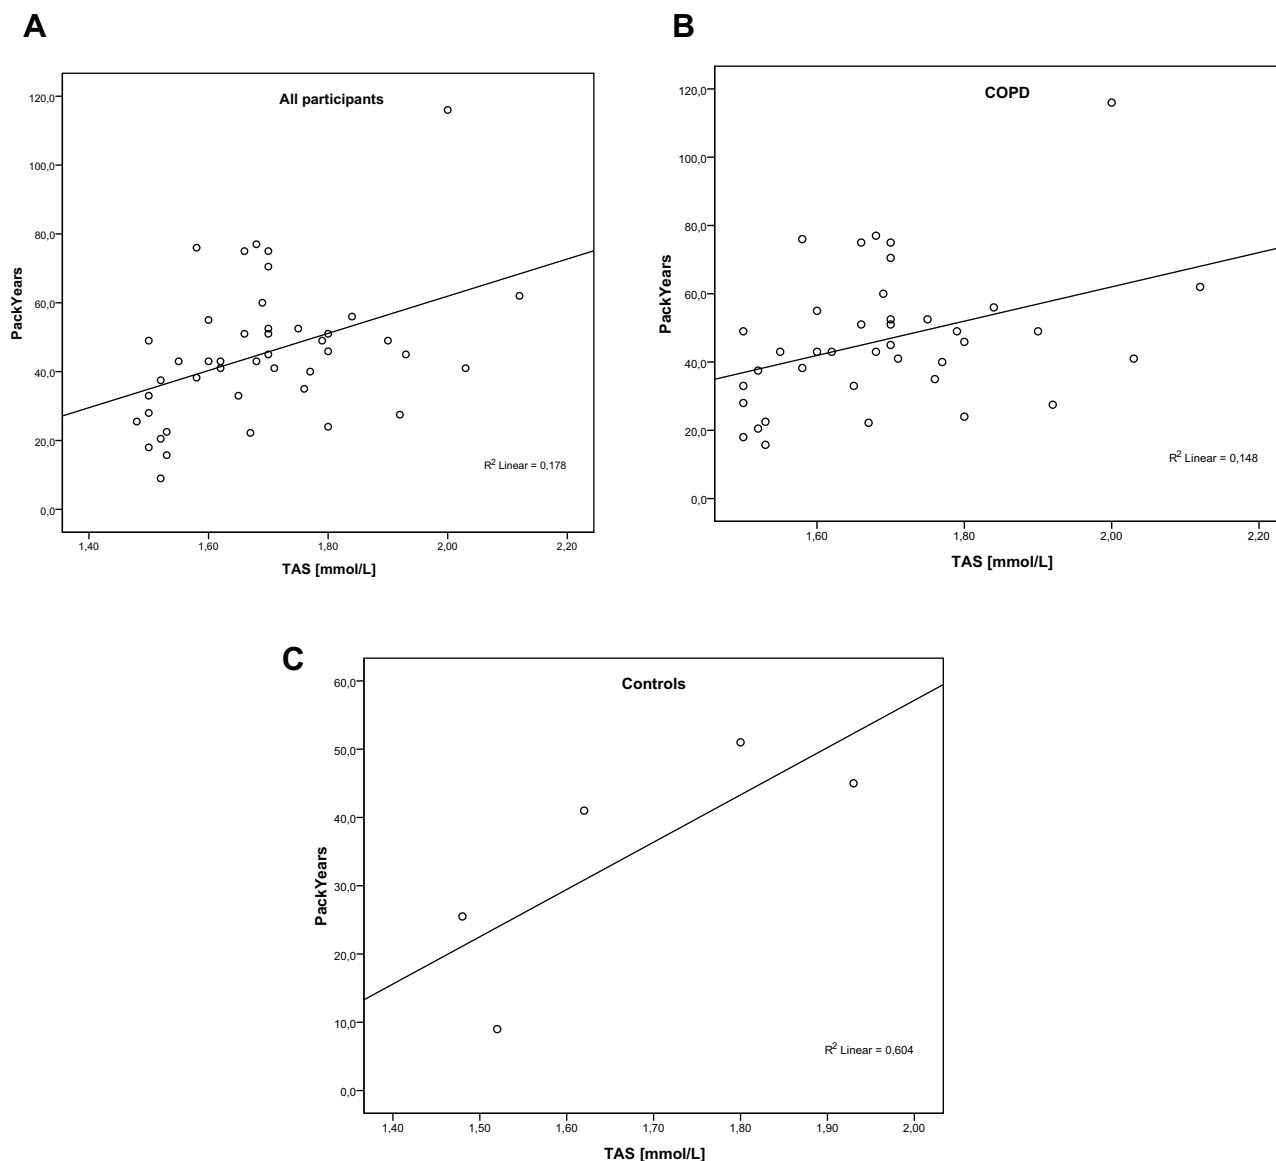 A
All participants
120,0
100,0
80,0
60,0
40,0
20,0
0,0
PackYears
R2 Linear = 0,178
1,40 1,60 1,80 2,00 2,20
TAS [mmol/L]
B
COPD
120,0
100,0
80,0
60,0
40,0
20,0
0,0
PackYears
R2 Linear = 0,148
1,60 1,80 2,00 2,20
TAS [mmol/L]
C
Controls
60,0
50,0
40,0
30,0
20,0
10,0
0,0
PackYears
R2 Linear = 0,604
1,40 1,50 1,60 1,70 1,80 1,90 2,00
TAS [mmol/L]